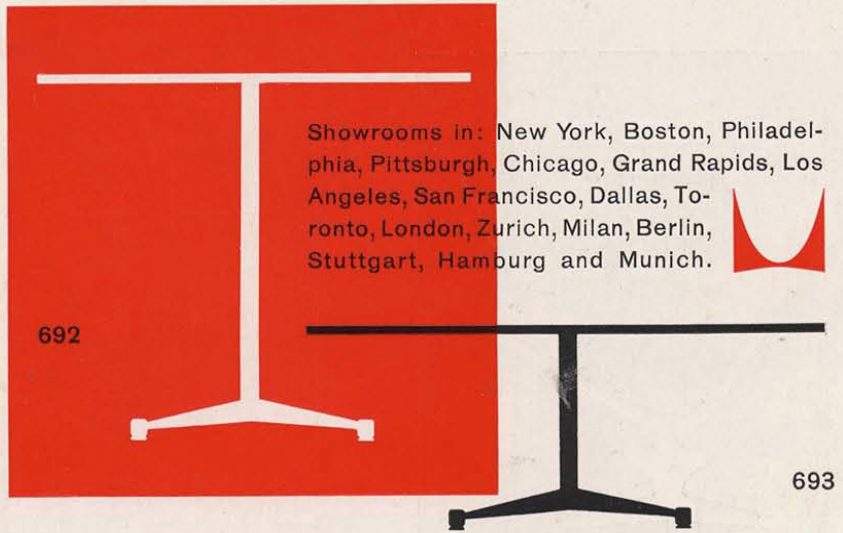 Showrooms in: New York, Boston, Philadel-
phia, Pittsburgh, Chicago, Grand Rapids, Los
Angeles, San Francisco, Dallas, To-
ronto, London, Zurich, Milan, Berlin,
Stuttgart, Hamburg and Munich.
692
693